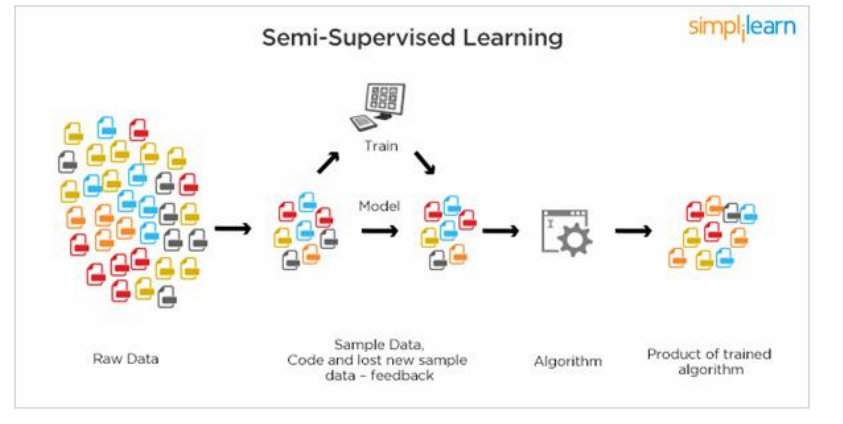 simplilearn
Semi-Supervised Learning
Train
Model
Raw Data
Sample Data,
Code and lost new sample
data – feedback
Algorithm
Product of trained
algorithm